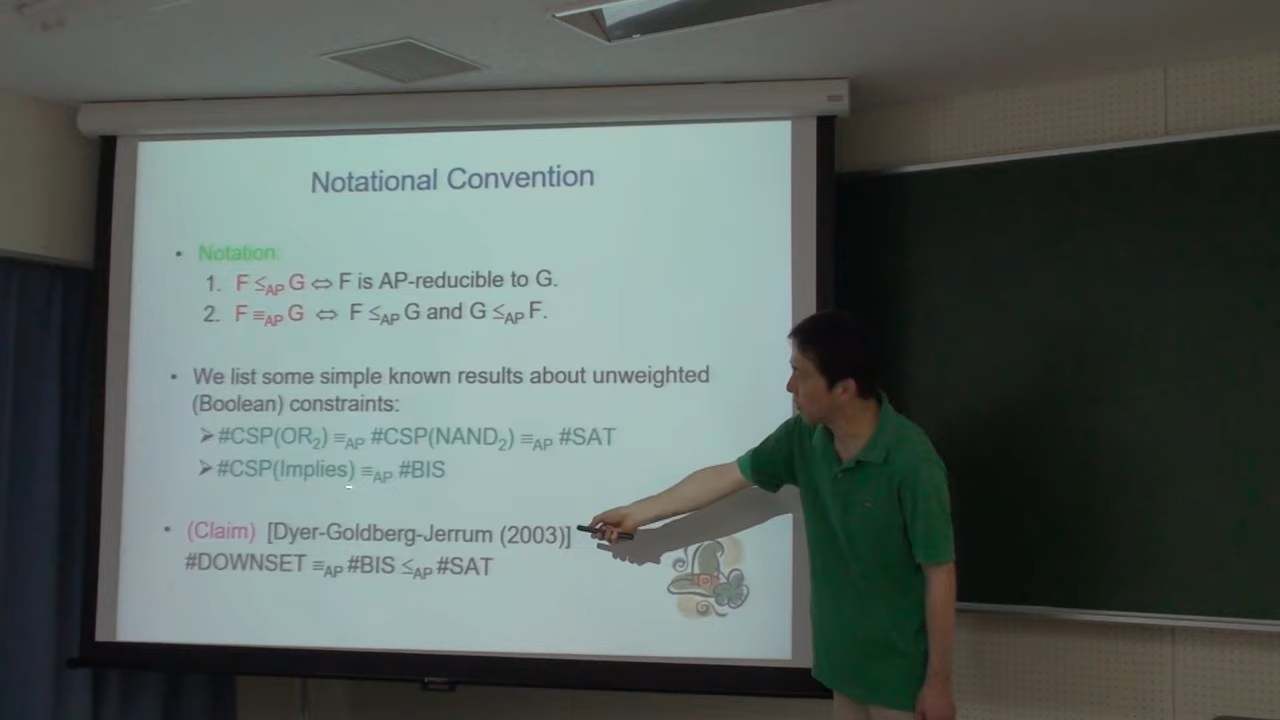 Notational Convention
• Notation:
1. F ≤AP G ⇔ F is AP-reducible to G.
2. F ≡AP G ⇔ F ≤AP G and G ≤AP F.
• We list some simple known results about unweighted
(Boolean) constraints:
➢ #CSP(OR2) ≡AP #CSP(NAND2) ≡AP #SAT
➢ #CSP(Implies) ≡AP #BIS
• (Claim) [Dyer-Goldberg-Jerrum (2003)]
#DOWNSET ≡AP #BIS ≤AP #SAT